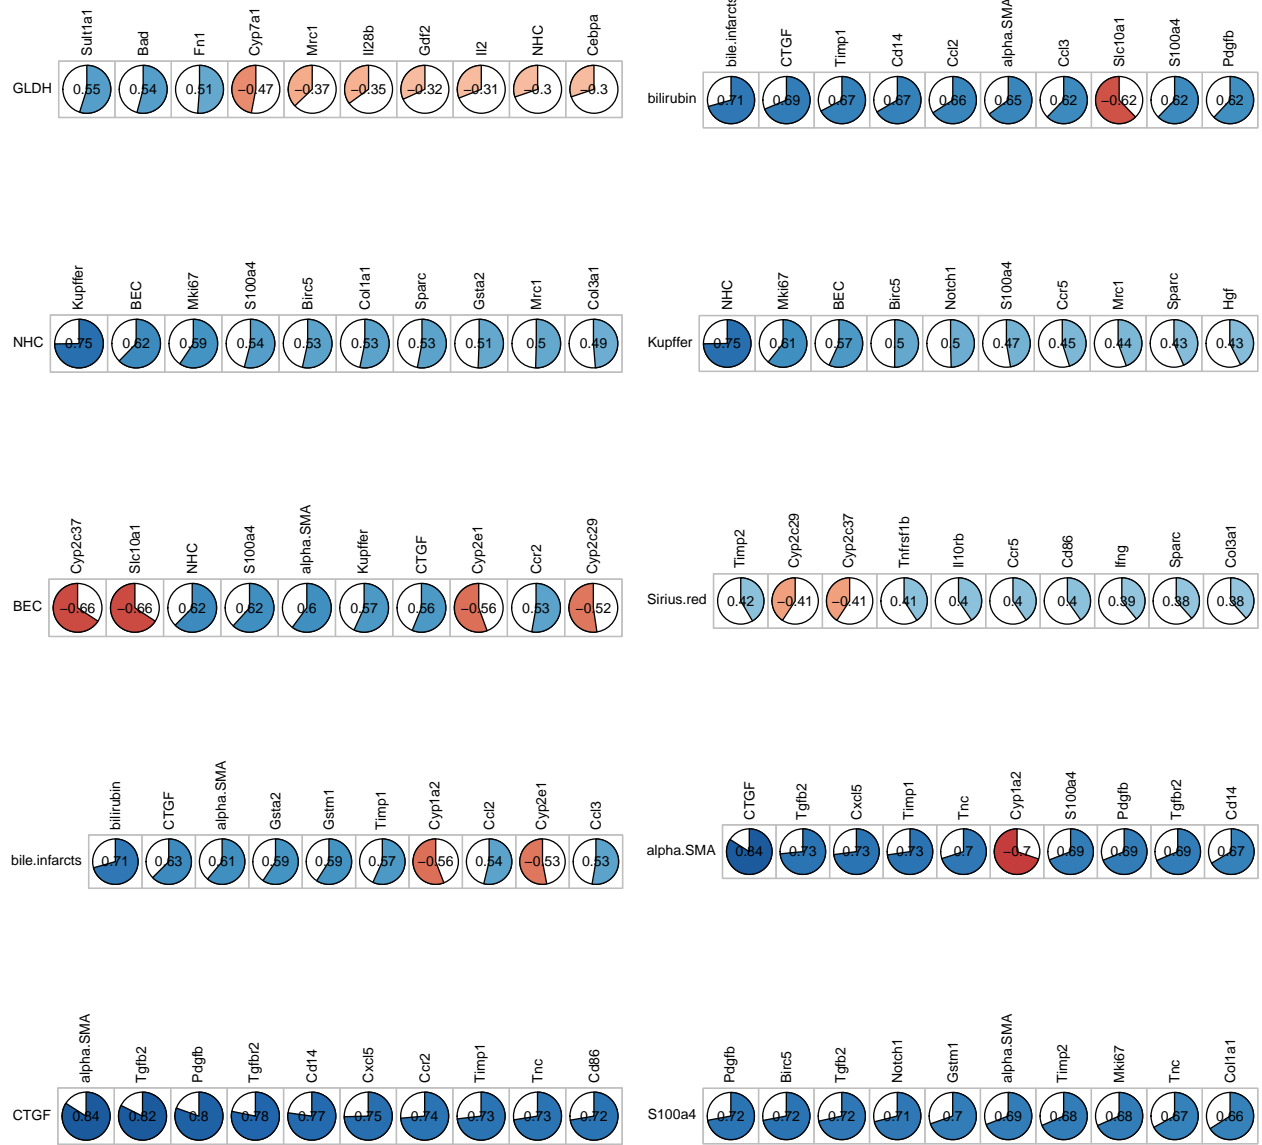 Sult1a1 Bad Fn1 Cyp7a1 Mrc1 Il28b Gdf2 Il2 NHC Cebpa
GLDH 0.55 0.54 0.51 −0.47 −0.37 −0.35 −0.32 −0.31 −0.3 −0.3
bile.infarcts CTGF Timp1 Cd14 Ccl2 alpha.SMA Ccl3 Slc10a1 S100a4 Pdgfb
bilirubin 0.71 0.69 0.67 0.67 0.66 0.65 0.62 −0.62 0.62 0.62
Kupffer BEC Mki67 S100a4 Birc5 Col1a1 Sparc Gsta2 Mrc1 Col3a1
NHC 0.75 0.62 0.59 0.54 0.53 0.53 0.53 0.51 0.5 0.49
NHC Mki67 BEC Birc5 Notch1 S100a4 Ccr5 Mrc1 Sparc Hgf
Kupffer 0.75 0.61 0.57 0.5 0.5 0.47 0.45 0.44 0.43 0.43
Cyp2c37 Slc10a1 NHC S100a4 alpha.SMA Kupffer CTGF Cyp2e1 Ccr2 Cyp2c29
BEC −0.66 −0.66 0.62 0.62 0.6 0.57 0.56 −0.56 0.53 −0.52
Timp2 Cyp2c29 Cyp2c37 Tnfrsf1b Il10rb Ccr5 Cd86 Ifng Sparc Col3a1
Sirius.red 0.42 −0.41 −0.41 0.41 0.4 0.4 0.4 0.39 0.38 0.38
bilirubin CTGF alpha.SMA Gsta2 Gstm1 Timp1 Cyp1a2 Ccl2 Cyp2e1 Ccl3
bile.infarcts 0.71 0.63 0.61 0.59 0.59 0.57 −0.56 0.54 −0.53 0.53
CTGF Tgfb2 Cxcl5 Timp1 Tnc Cyp1a2 S100a4 Pdgfb Tgfbr2 Cd14
alpha.SMA 0.84 0.73 0.73 0.73 0.7 −0.7 0.69 0.69 0.69 0.67
alpha.SMA Tgfb2 Pdgfb Tgfbr2 Cd14 Cxcl5 Ccr2 Timp1 Tnc Cd86
CTGF 0.84 0.82 0.8 0.78 0.77 0.75 0.74 0.73 0.73 0.72
Pdgfb Birc5 Tgfb2 Notch1 Gstm1 alpha.SMA Timp2 Mki67 Tnc Col1a1
S100a4 0.72 0.72 0.72 0.71 0.7 0.69 0.68 0.68 0.67 0.66